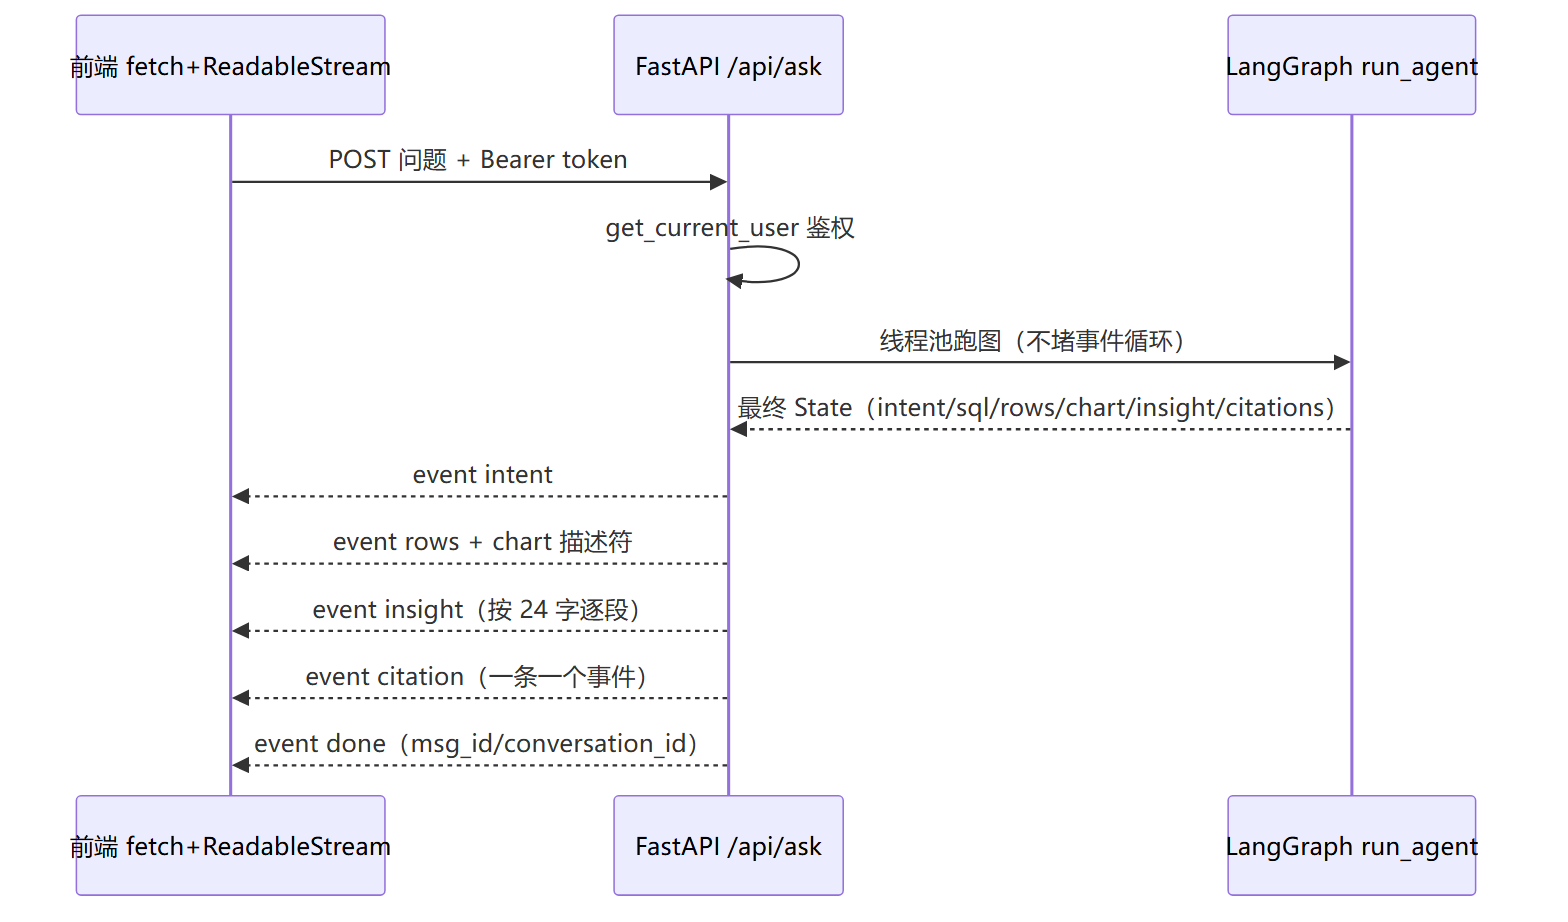 前端 fetch+ReadableStream
FastAPI /api/ask
LangGraph run_agent
POST 问题 + Bearer token
get_current_user 鉴权
线程池跑图（不堵事件循环）
最终 State（intent/sql/rows/chart/insight/citations）
event intent
event rows + chart 描述符
event insight（按 24 字逐段）
event citation（一条一个事件）
event done（msg_id/conversation_id）
前端 fetch+ReadableStream
FastAPI /api/ask
LangGraph run_agent